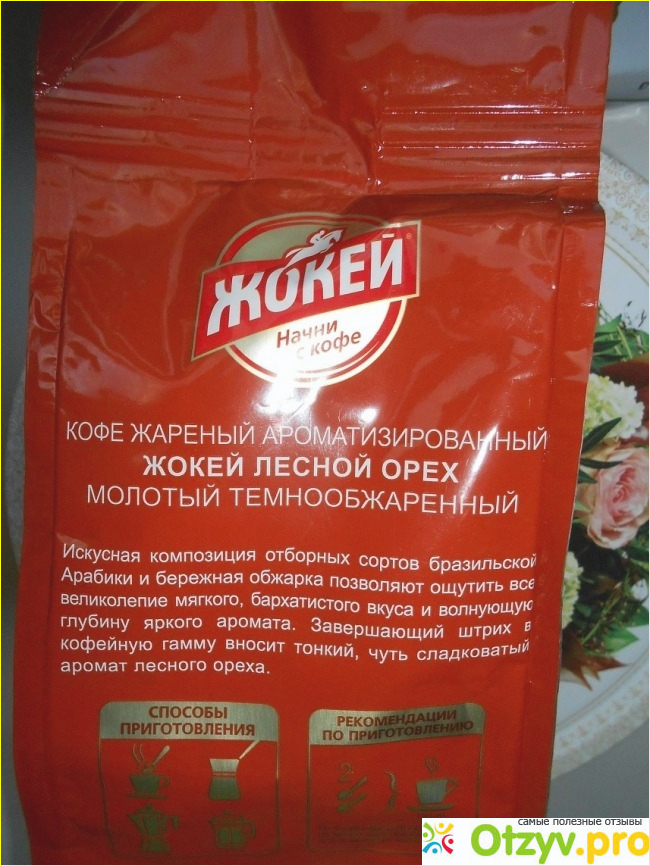 ЖОКЕЙ®
Начни
с кофе
КОФЕ ЖАРЕНЫЙ АРОМАТИЗИРОВАННЫЙ
ЖОКЕЙ ЛЕСНОЙ ОРЕХ
МОЛОТЫЙ ТЕМНООБЖАРЕННЫЙ
Искусная композиция отборных сортов бразильской
Арабики и бережная обжарка позволяют ощутить все
великолепие мягкого, бархатистого вкуса и волнующую
глубину яркого аромата. Завершающий штрих в
кофейную гамму вносит тонкий, чуть сладковатый
аромат лесного ореха.
СПОСОБЫ
ПРИГОТОВЛЕНИЯ
РЕКОМЕНДАЦИИ
ПО ПРИГОТОВЛЕНИЮ
2
самые полезные отзывы
Otzyv.pro